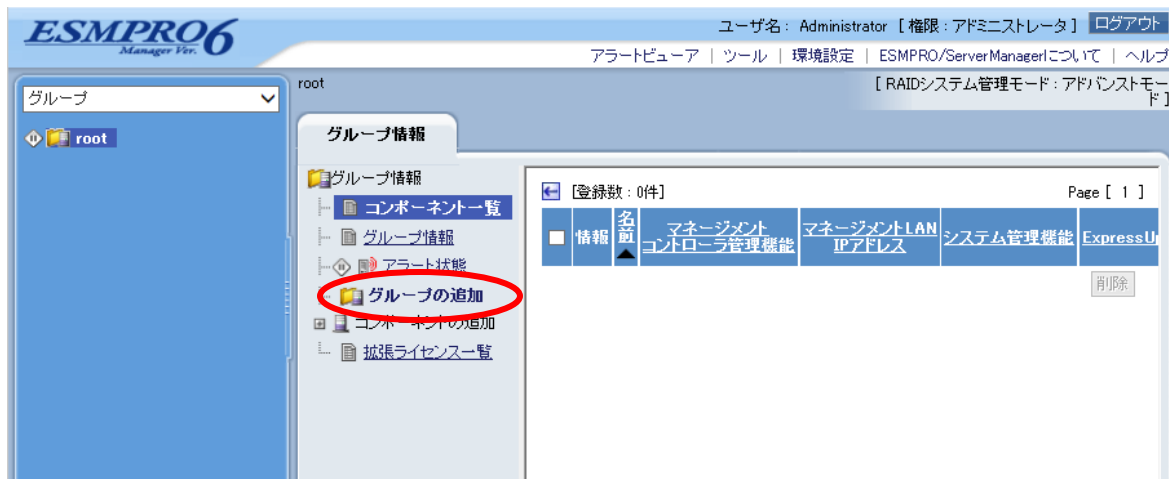 ESMPRO6
Manager Ver.
ユーザ名： Administrator [権限：アドミニストレータ] ログアウト
アラートビューア | ツール | 環境設定 | ESMPRO/ServerManagerについて | ヘルプ
グループ
root
[ RAIDシステム管理モード：アドバンストモー
ド ]
root
グループ情報
グループ情報
コンポーネント一覧
グループ情報
アラート状態
グループの追加
コンポーネントの追加
拡張ライセンス一覧
[登録数：0件]
Page [ 1 ]
情報
名前
マネージメント
コントローラ管理機能
マネージメントLAN
IPアドレス
システム管理機能
ExpressU
削除